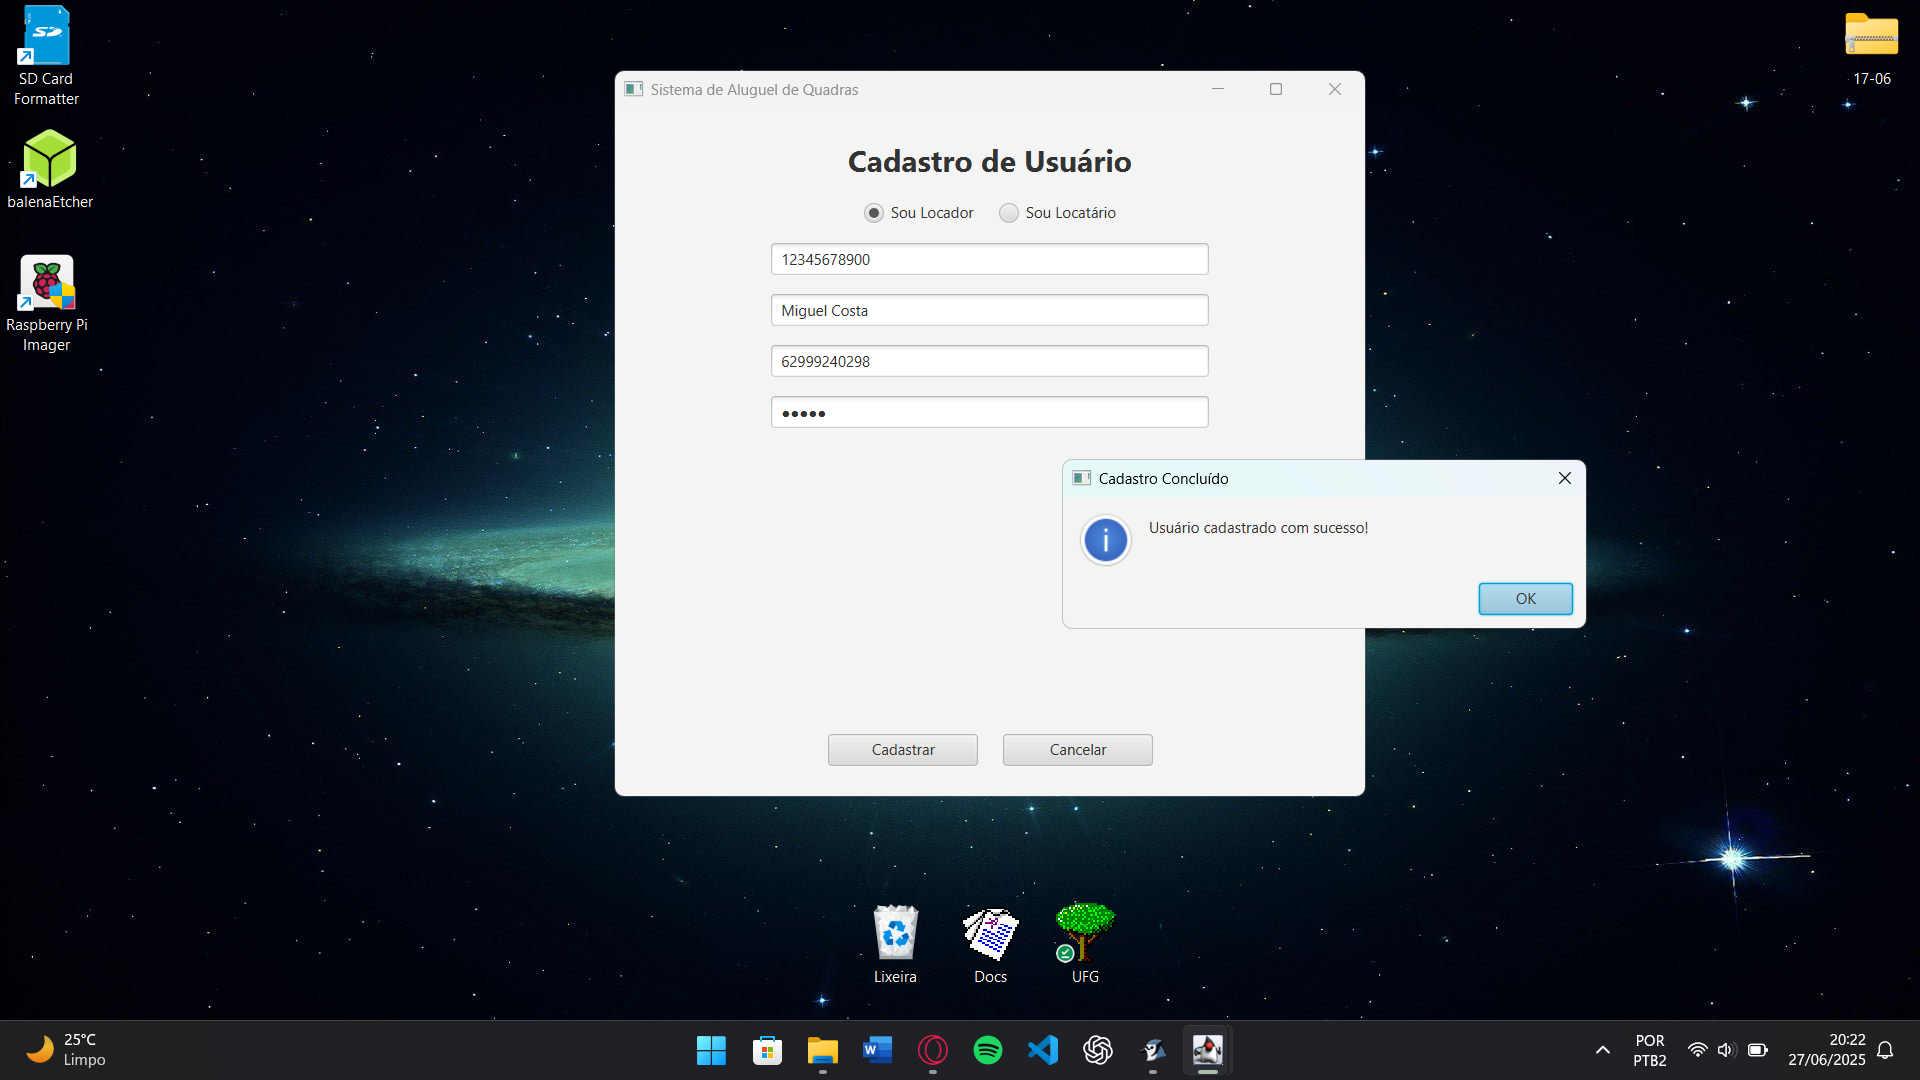 SD Card
Formatter
balenaEtcher
Raspberry Pi
Imager
17-06
Sistema de Aluguel de Quadras
Cadastro de Usuário
Sou Locador
Sou Locatário
12345678900
Miguel Costa
62999240298
•••••
Cadastro Concluído
Usuário cadastrado com sucesso!
OK
Cadastrar
Cancelar
Lixeira
Docs
UFG
25°C
Limpo
POR
PTB2
20:22
27/06/2025